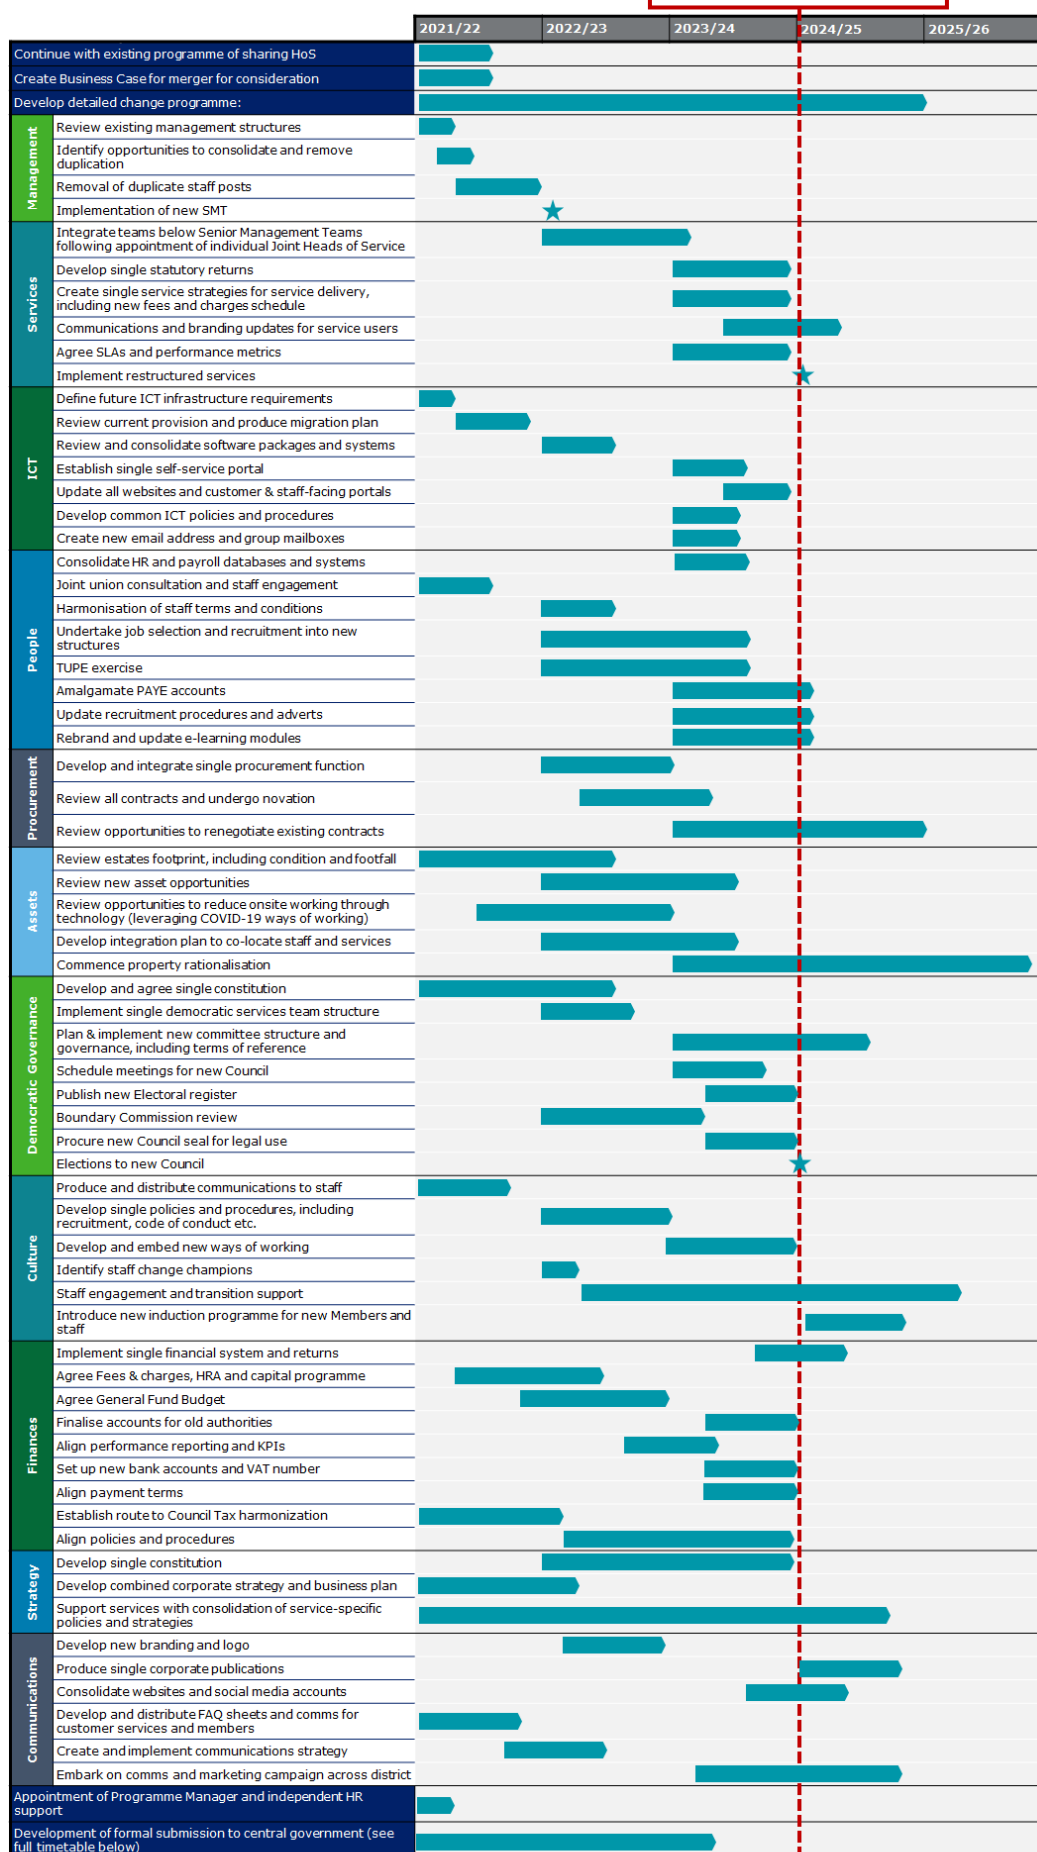 2021/22 2022/23 2023/24 2024/25 2025/26
Continue with existing programme of sharing HoS
Create Business Case for merger for consideration
Develop detailed change programme:
Management
Review existing management structures
Identify opportunities to consolidate and remove
duplication
Removal of duplicate staff posts
Implementation of new SMT
Services
Integrate teams below Senior Management Teams
following appointment of individual Joint Heads of Service
Develop single statutory returns
Create single service strategies for service delivery,
including new fees and charges schedule
Communications and branding updates for service users
Agree SLAs and performance metrics
Implement restructured services
ICT
Define future ICT infrastructure requirements
Review current provision and produce migration plan
Review and consolidate software packages and systems
Establish single self-service portal
Update all websites and customer & staff-facing portals
Develop common ICT policies and procedures
Create new email address and group mailboxes
People
Consolidate HR and payroll databases and systems
Joint union consultation and staff engagement
Harmonisation of staff terms and conditions
Undertake job selection and recruitment into new
structures
TUPE exercise
Amalgamate PAYE accounts
Update recruitment procedures and adverts
Rebrand and update e-learning modules
Procurement
Develop and integrate single procurement function
Review all contracts and undergo novation
Review opportunities to renegotiate existing contracts
Assets
Review estates footprint, including condition and footfall
Review new asset opportunities
Review opportunities to reduce onsite working through
technology (leveraging COVID-19 ways of working)
Develop integration plan to co-locate staff and services
Commence property rationalisation
Democratic Governance
Develop and agree single constitution
Implement single democratic services team structure
Plan & implement new committee structure and
governance, including terms of reference
Schedule meetings for new Council
Publish new Electoral register
Boundary Commission review
Procure new Council seal for legal use
Elections to new Council
Culture
Produce and distribute communications to staff
Develop single policies and procedures, including
recruitment, code of conduct etc.
Develop and embed new ways of working
Identify staff change champions
Staff engagement and transition support
Introduce new induction programme for new Members and
staff
Finances
Implement single financial system and returns
Agree Fees & charges, HRA and capital programme
Agree General Fund Budget
Finalise accounts for old authorities
Align performance reporting and KPIs
Set up new bank accounts and VAT number
Align payment terms
Establish route to Council Tax harmonization
Align policies and procedures
Strategy
Develop single constitution
Develop combined corporate strategy and business plan
Support services with consolidation of service-specific
policies and strategies
Communications
Develop new branding and logo
Produce single corporate publications
Consolidate websites and social media accounts
Develop and distribute FAQ sheets and comms for
customer services and members
Create and implement communications strategy
Embark on comms and marketing campaign across district
Appointment of Programme Manager and independent HR
support
Development of formal submission to central government (see
full timetable below)